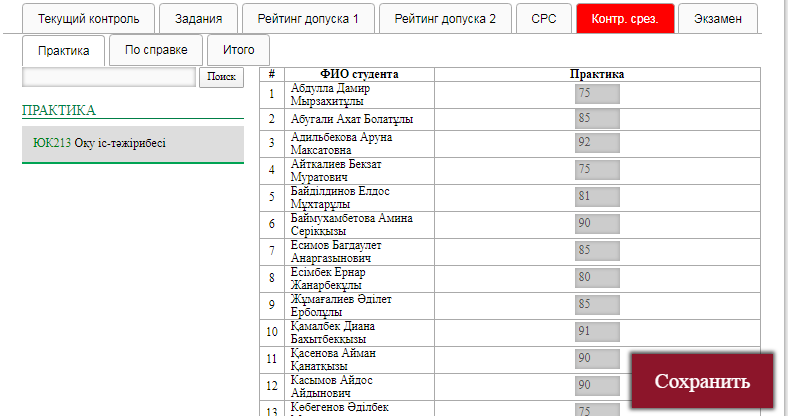 Текущий контроль Задания Рейтинг допуска 1 Рейтинг допуска 2 СРС Контр. срез. Экзамен
Практика По справке Итого
Поиск
ПРАКТИКА
ЮК213 Оқу іс-тәжірибесі
# ФИО студента Практика
1 Абдулла Дамир
Мырзахитұлы 75
2 Абугали Ахат Болатұлы 85
3 Адильбекова Аруна
Максатовна 92
4 Айткалиев Бекзат
Муратович 75
5 Байділдинов Елдос
Мұхтарұлы 81
6 Баймухамбетова Амина
Серікқызы 90
7 Есимов Багдаулет
Анаргазынович 85
8 Есімбек Ернар
Жанарбекұлы 80
9 Жұмағалиев Әділет
Ерболұлы 85
10 Қамалбек Диана
Бахытбекқызы 91
11 Қасенова Айман
Қанатқызы 90
12 Касымов Айдос
Айдынович 90
13 Көбегенов Әділбек 75
Сохранить